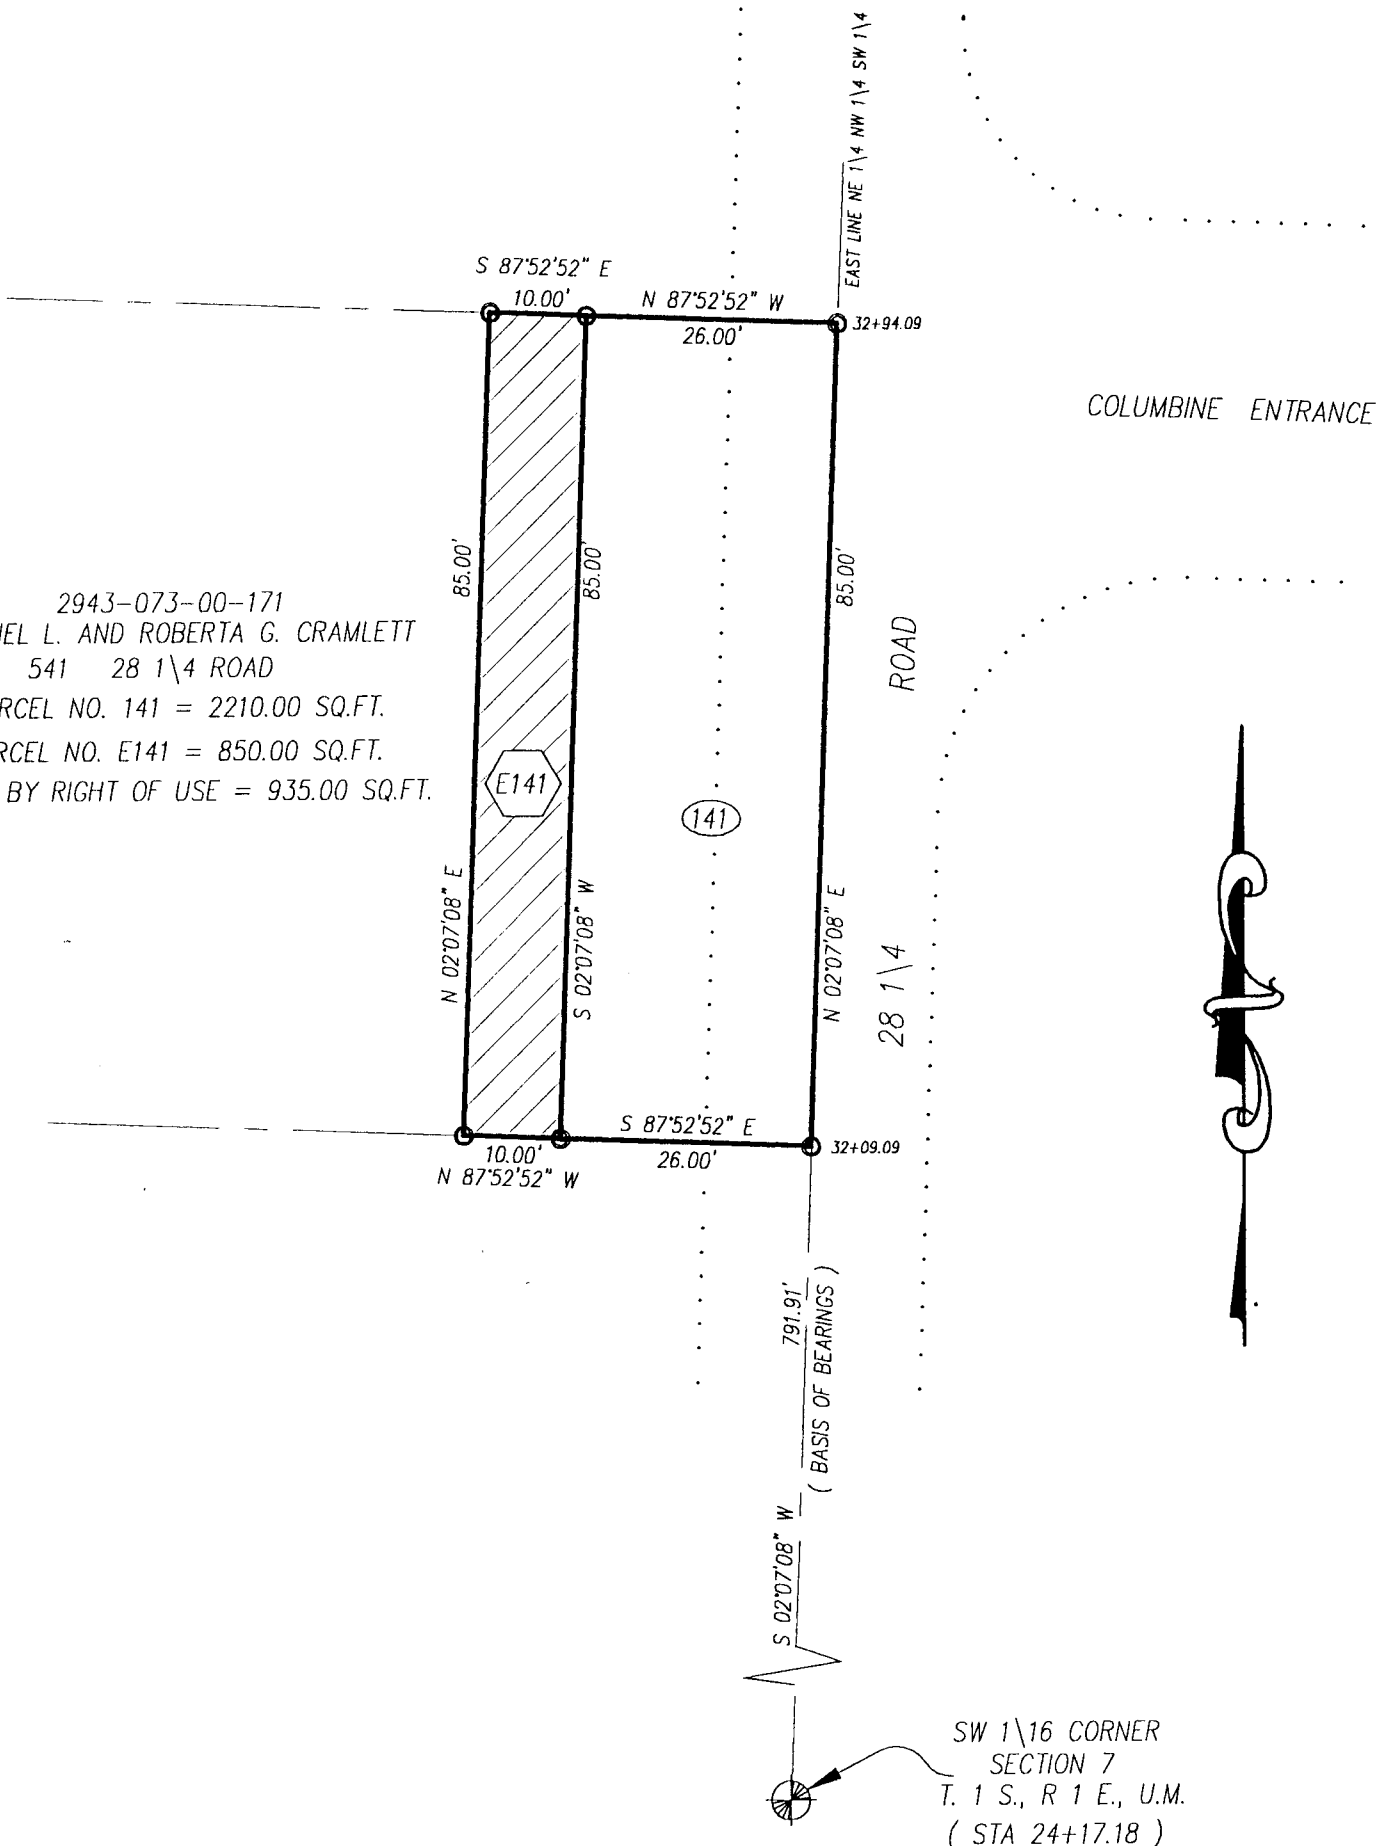 EAST LINE NE 1\4 NW 1\4 SW 1\4
S 87°52'52" E
10.00'
N 87°52'52" W
26.00'
32+94.09
COLUMBINE ENTRANCE
85.00'
85.00'
85.00'
2943-073-00-171
L. AND ROBERTA G. CRAMLETT
541 28 1\4 ROAD
NO. 141 = 2210.00 SQ.FT.
NO. E141 = 850.00 SQ.FT.
BY RIGHT OF USE = 935.00 SQ.FT.
E141
141
ROAD
28 1\4
N 02°07'08" E
S 02°07'08" W
N 02°07'08" E
S 87°52'52" E
26.00'
10.00'
N 87°52'52" W
32+09.09
791.91'
( BASIS OF BEARINGS )
S 02°07'08" W
SW 1\16 CORNER
SECTION 7
T. 1 S., R 1 E., U.M.
( STA 24+17.18 )